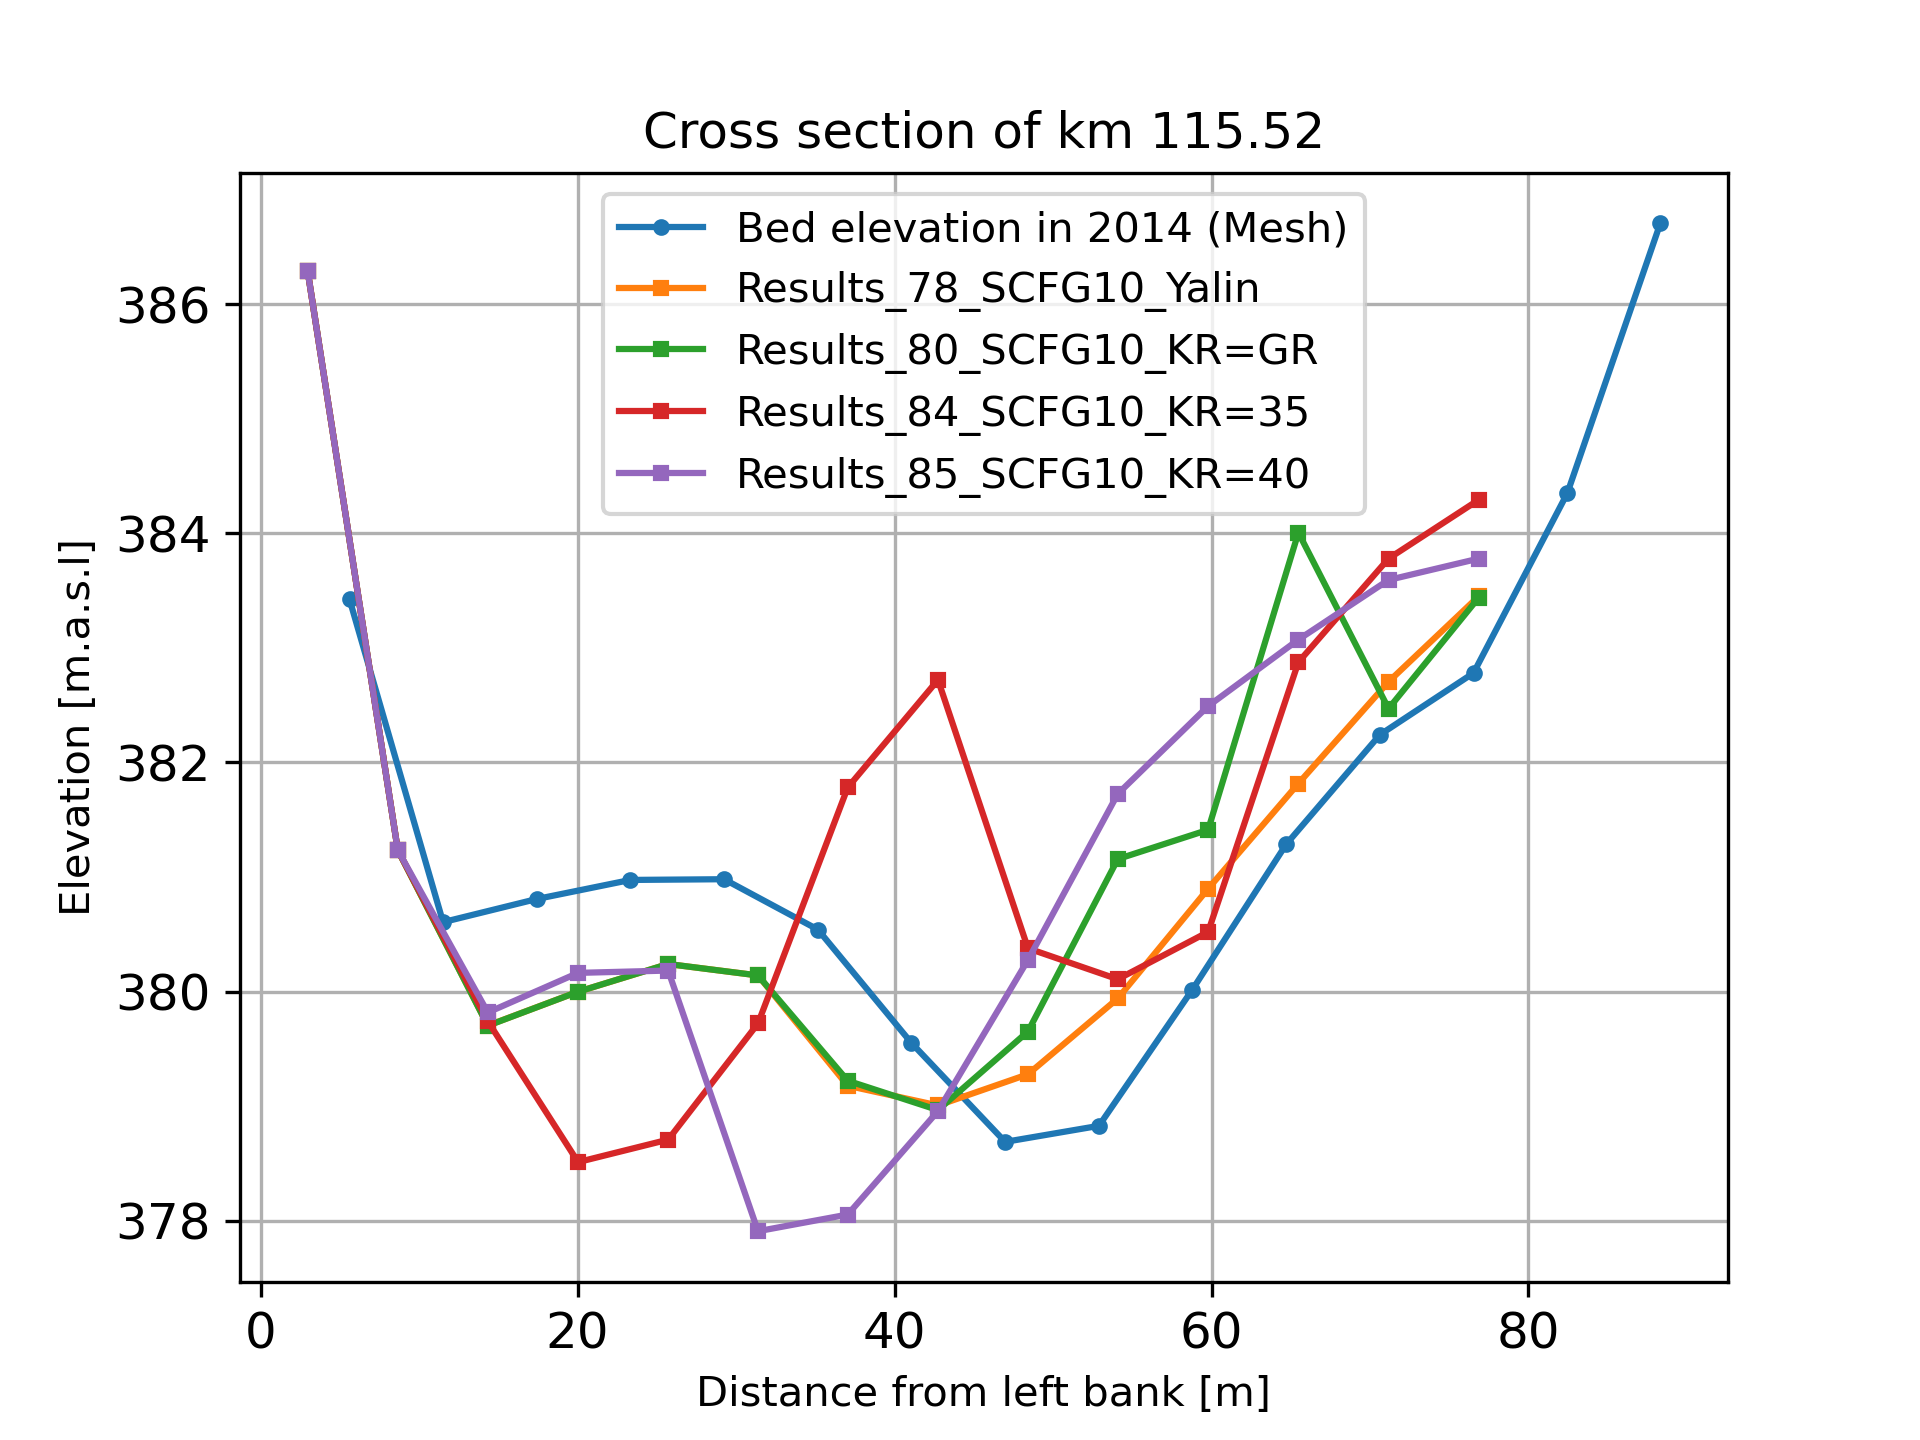 Cross section of km 115.52
Bed elevation in 2014 (Mesh)
Results_78_SCFG10_Yalin
Results_80_SCFG10_KR=GR
Results_84_SCFG10_KR=35
Results_85_SCFG10_KR=40
Elevation [m.a.s.l]
386
384
382
380
378
0 20 40 60 80
Distance from left bank [m]